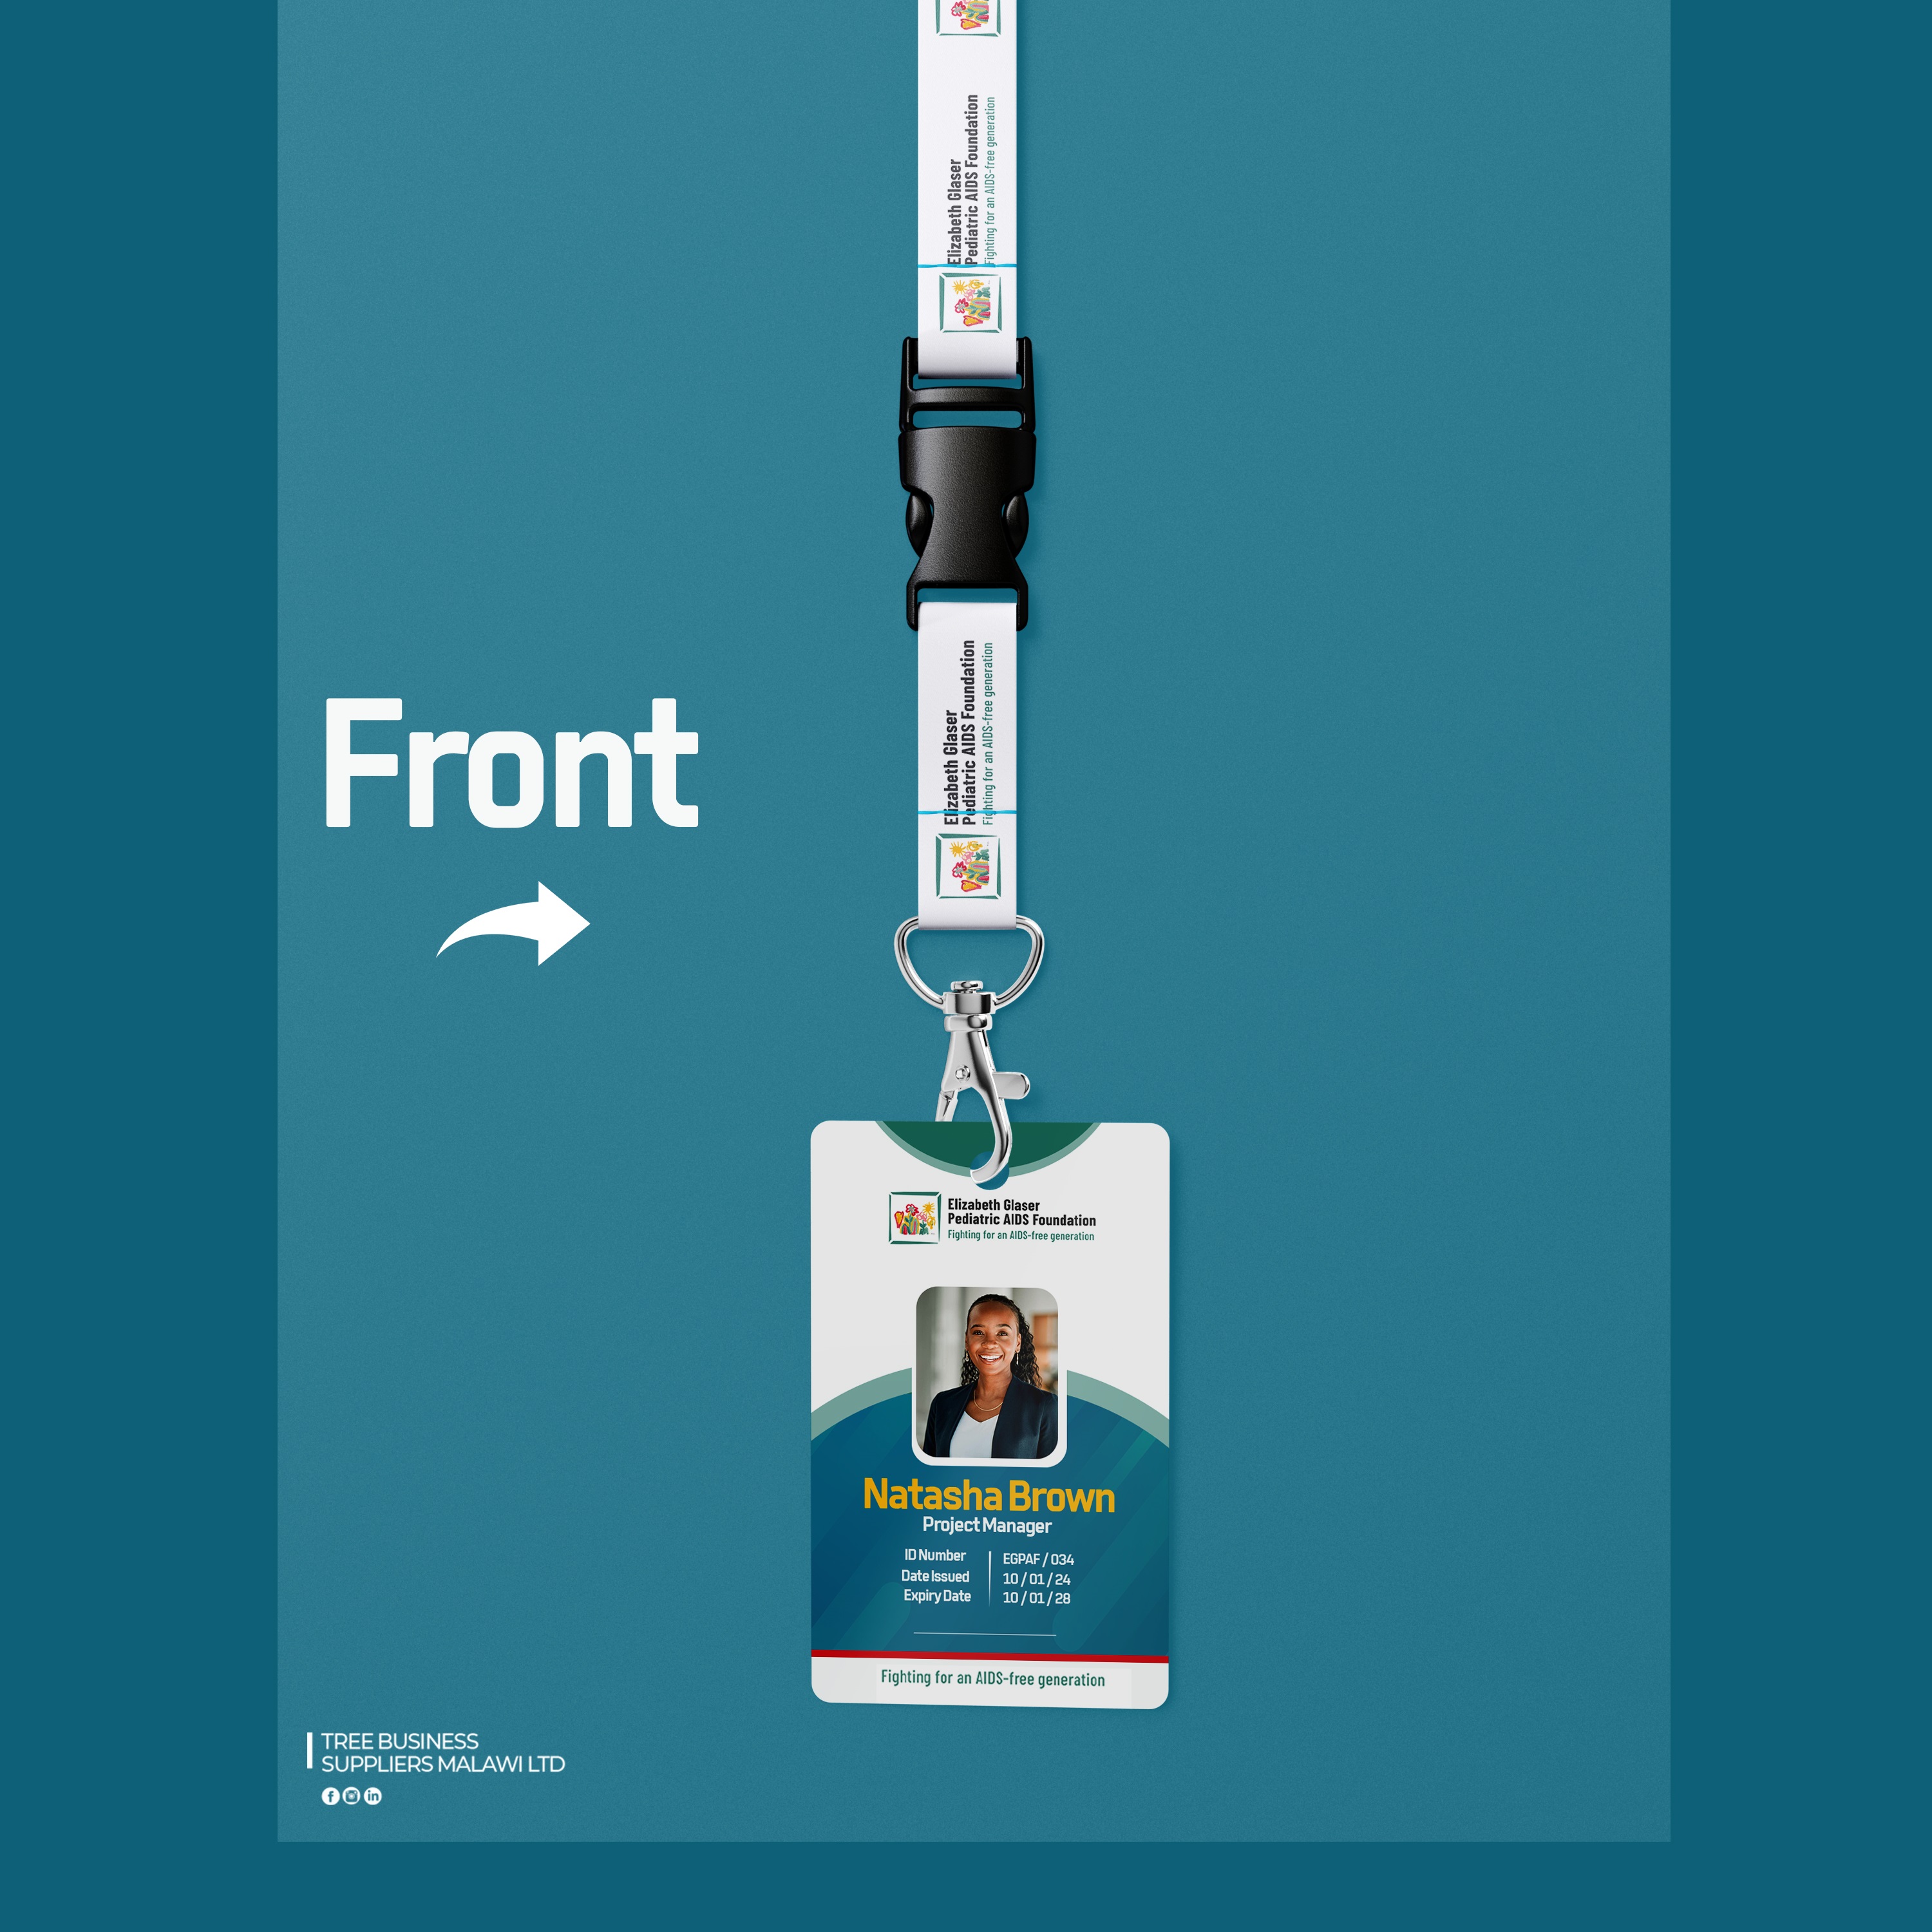 Elizabeth Glaser
Pediatric AIDS Foundation
Fighting for an AIDS-free generation
Elizabeth Glaser
Pediatric AIDS Foundation
Fighting for an AIDS-free generation
Front
Elizabeth Glaser
Pediatric AIDS Foundation
Fighting for an AIDS-free generation
Natasha Brown
Project Manager
ID Number EGPAF / 034
Date Issued 10 / 01 / 24
Expiry Date 10 / 01 / 28
Fighting for an AIDS-free generation
TREE BUSINESS
SUPPLIERS MALAWI LTD